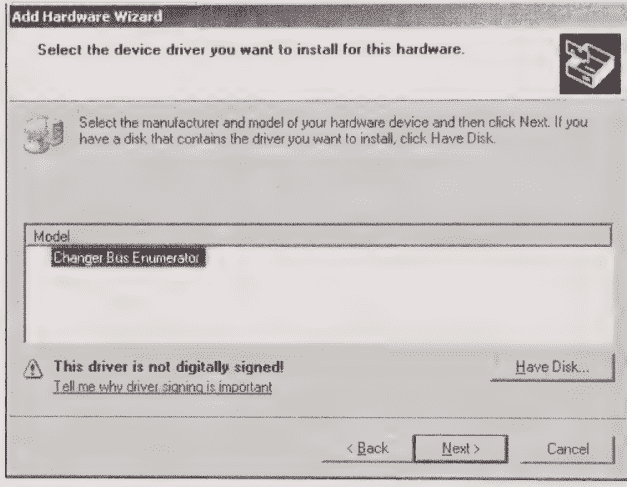 Add Hardware Wizard
Select the device driver you want to install for this hardware.
Select the manufacturer and model of your hardware device and then click Next. If you
have a disk that contains the driver you want to install, click Have Disk.
Model
Changer Bus Enumerator
This driver is not digitally signed!
Have Disk...
Tell me why driver signing is important
< Back
Next >
Cancel